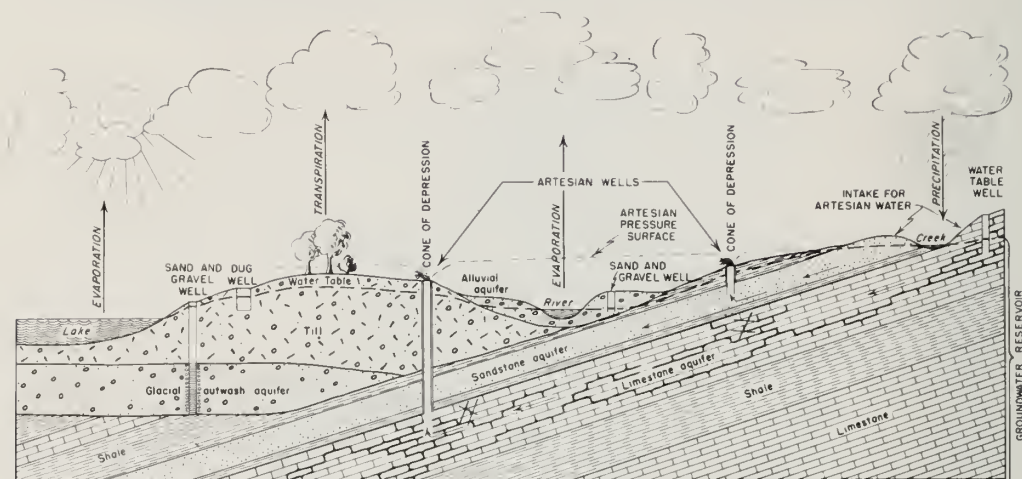 EVAPORATION
TRANSPIRATION
CONE OF DEPRESSION
ARTESIAN WELLS
EVAPORATION
ARTESIAN
PRESSURE
SURFACE
CONE OF DEPRESSION
INTAKE FOR
ARTESIAN WATER
PRECIPITATION
WATER
TABLE
WELL
Creek
SAND AND
GRAVEL
WELL
DUG
WELL
Water Table
Alluvial
aquifer
River
SAND AND
GRAVEL WELL
Lake
Till
Glacial outwash aquifer
Sandstone aquifer
Limestone aquifer
Shale
Shale
Limestone
GROUNDWATER RESERVOIR